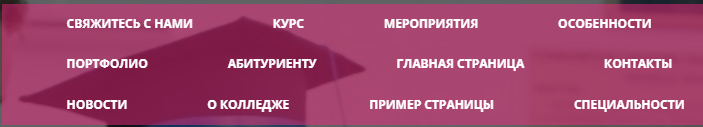 СВЯЖИТЕСЬ С НАМИ КУРС МЕРОПРИЯТИЯ ОСОБЕННОСТИ
ПОРТФОЛИО АБИТУРИЕНТУ ГЛАВНАЯ СТРАНИЦА КОНТАКТЫ
НОВОСТИ О КОЛЛЕДЖЕ ПРИМЕР СТРАНИЦЫ СПЕЦИАЛЬНОСТИ